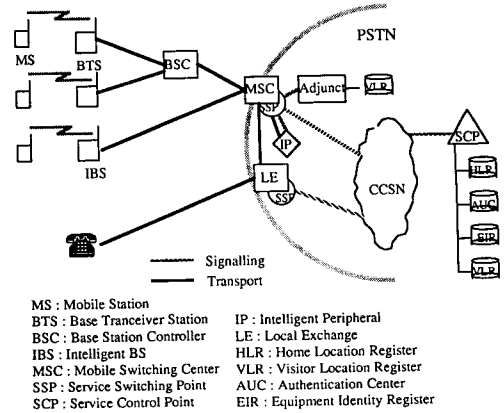 PSTN
MS
BTS
BSC
MSC
SSP
Adjunct
VLR
IP
IBS
LE
SSP
CCSN
SCP
HLR
AUC
EIR
VLR
Signalling
Transport
MS : Mobile Station
BTS : Base Tranceiver Station
BSC : Base Station Controller
IBS : Intelligent BS
MSC : Mobile Switching Center
SSP : Service Switching Point
SCP : Service Control Point
IP : Intelligent Peripheral
LE : Local Exchange
HLR : Home Location Register
VLR : Visitor Location Register
AUC : Authentication Center
EIR : Equipment Identity Register